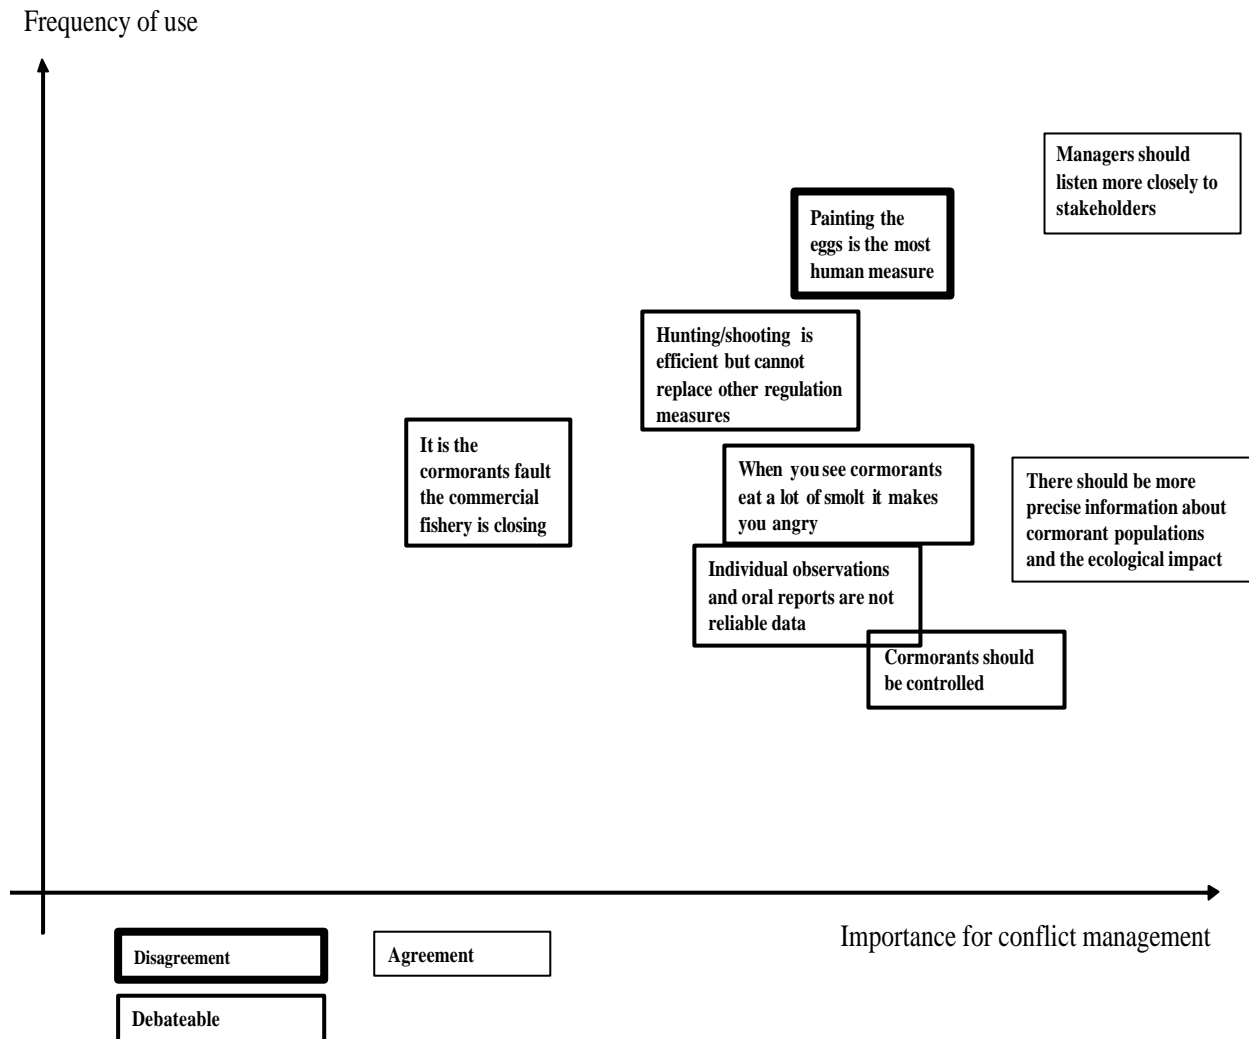 Frequency of use
Managers should
listen more closely to
stakeholders
Painting the
eggs is the most
human measure
Hunting/shooting is
efficient but cannot
replace other regulation
measures
It is the
cormorants fault
the commercial
fishery is closing
When you see cormorants
eat a lot of smolt it makes
you angry
There should be more
precise information about
cormorant populations
and the ecological impact
Individual observations
and oral reports are not
reliable data
Cormorants should
be controlled
Importance for conflict management
Disagreement
Agreement
Debateable